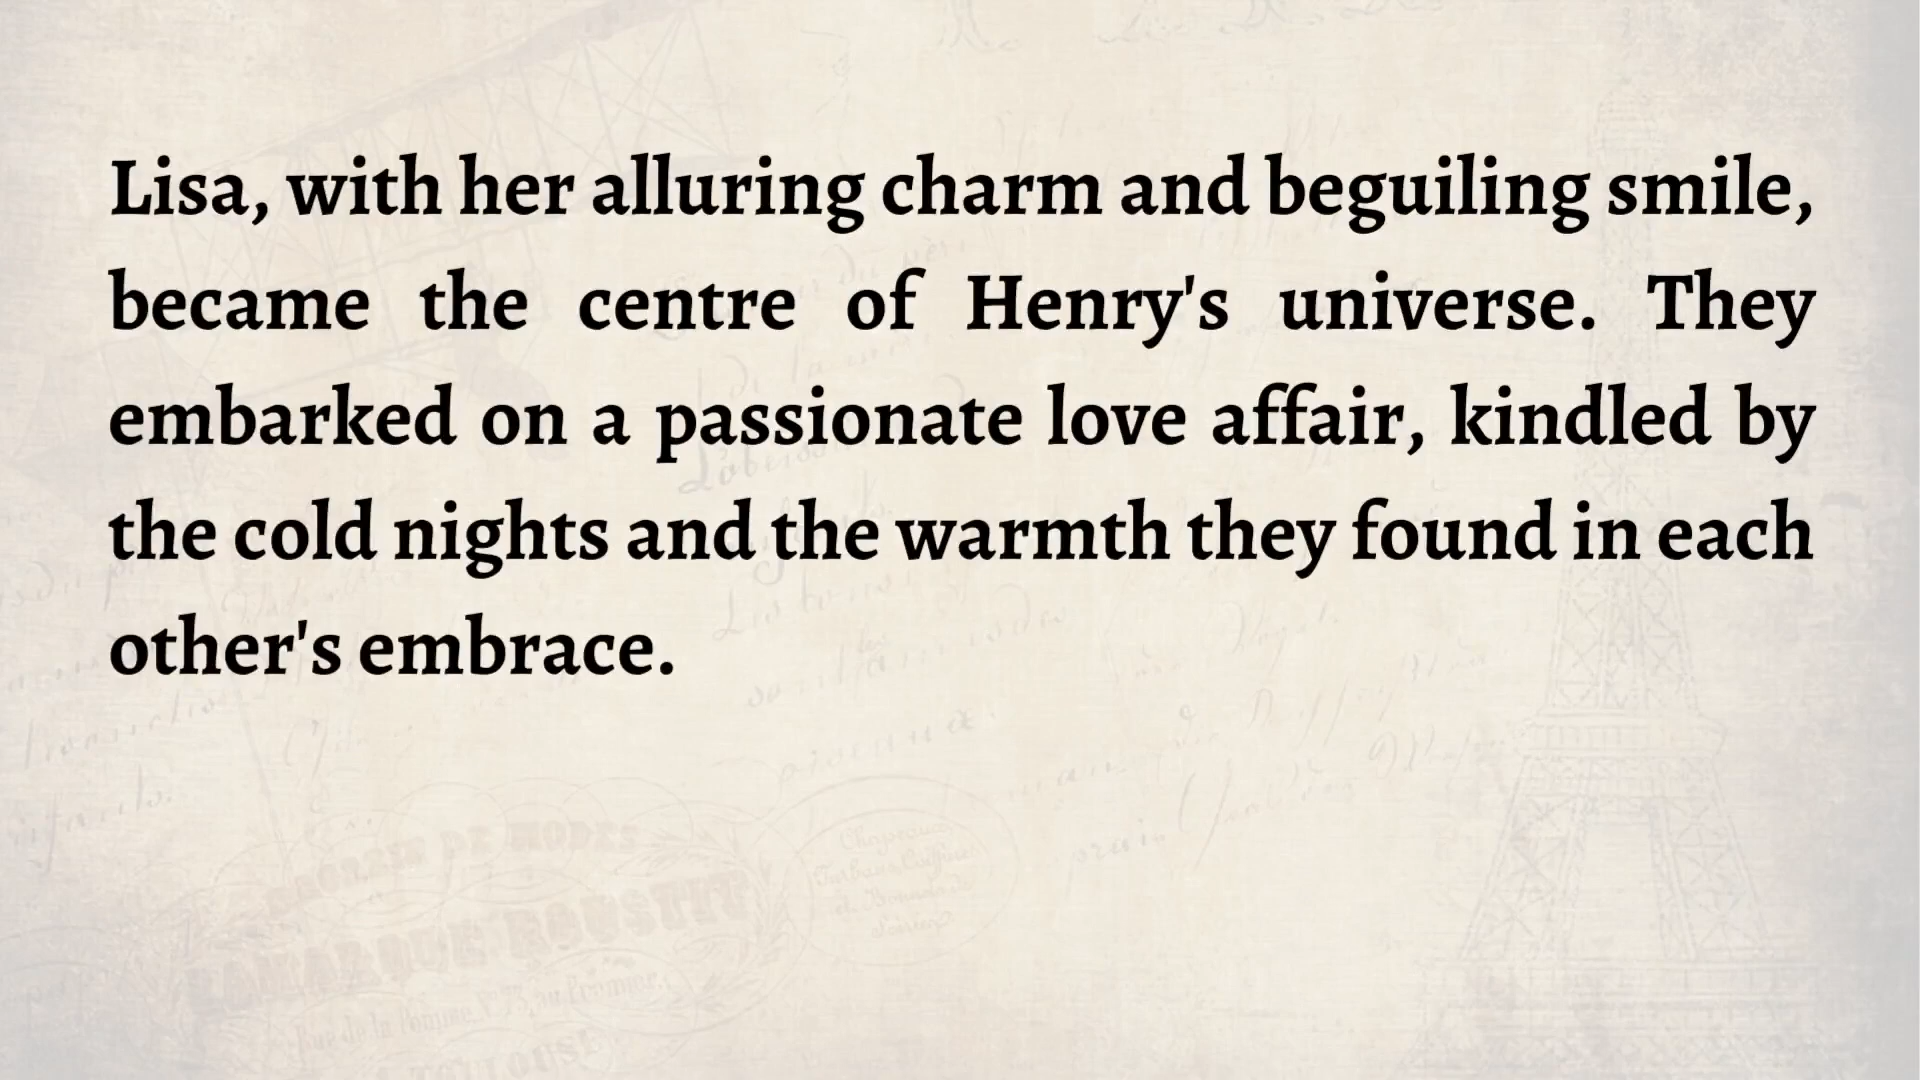 Lisa, with her alluring charm and beguiling smile,
became the centre of Henry's universe. They
embarked on a passionate love affair, kindled by
the cold nights and the warmth they found in each
other's embrace.